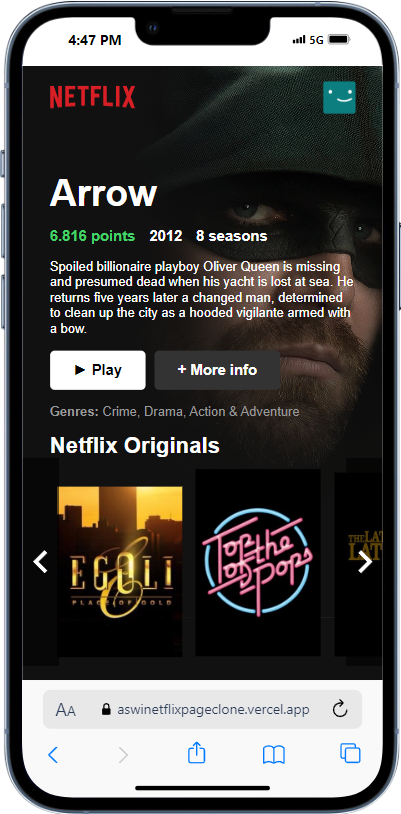 4:47 PM
5G
NETFLIX
Arrow
6.816 points 2012 8 seasons
Spoiled billionaire playboy Oliver Queen is missing
and presumed dead when his yacht is lost at sea. He
returns five years later a changed man, determined
to clean up the city as a hooded vigilante armed with
a bow.
Play
+ More info
Genres: Crime, Drama, Action & Adventure
Netflix Originals
EGOLI
PLACE OF GOLD
Top of the pops
THE LAT
LAT
AA
aswinetflixpageclone.vercel.app